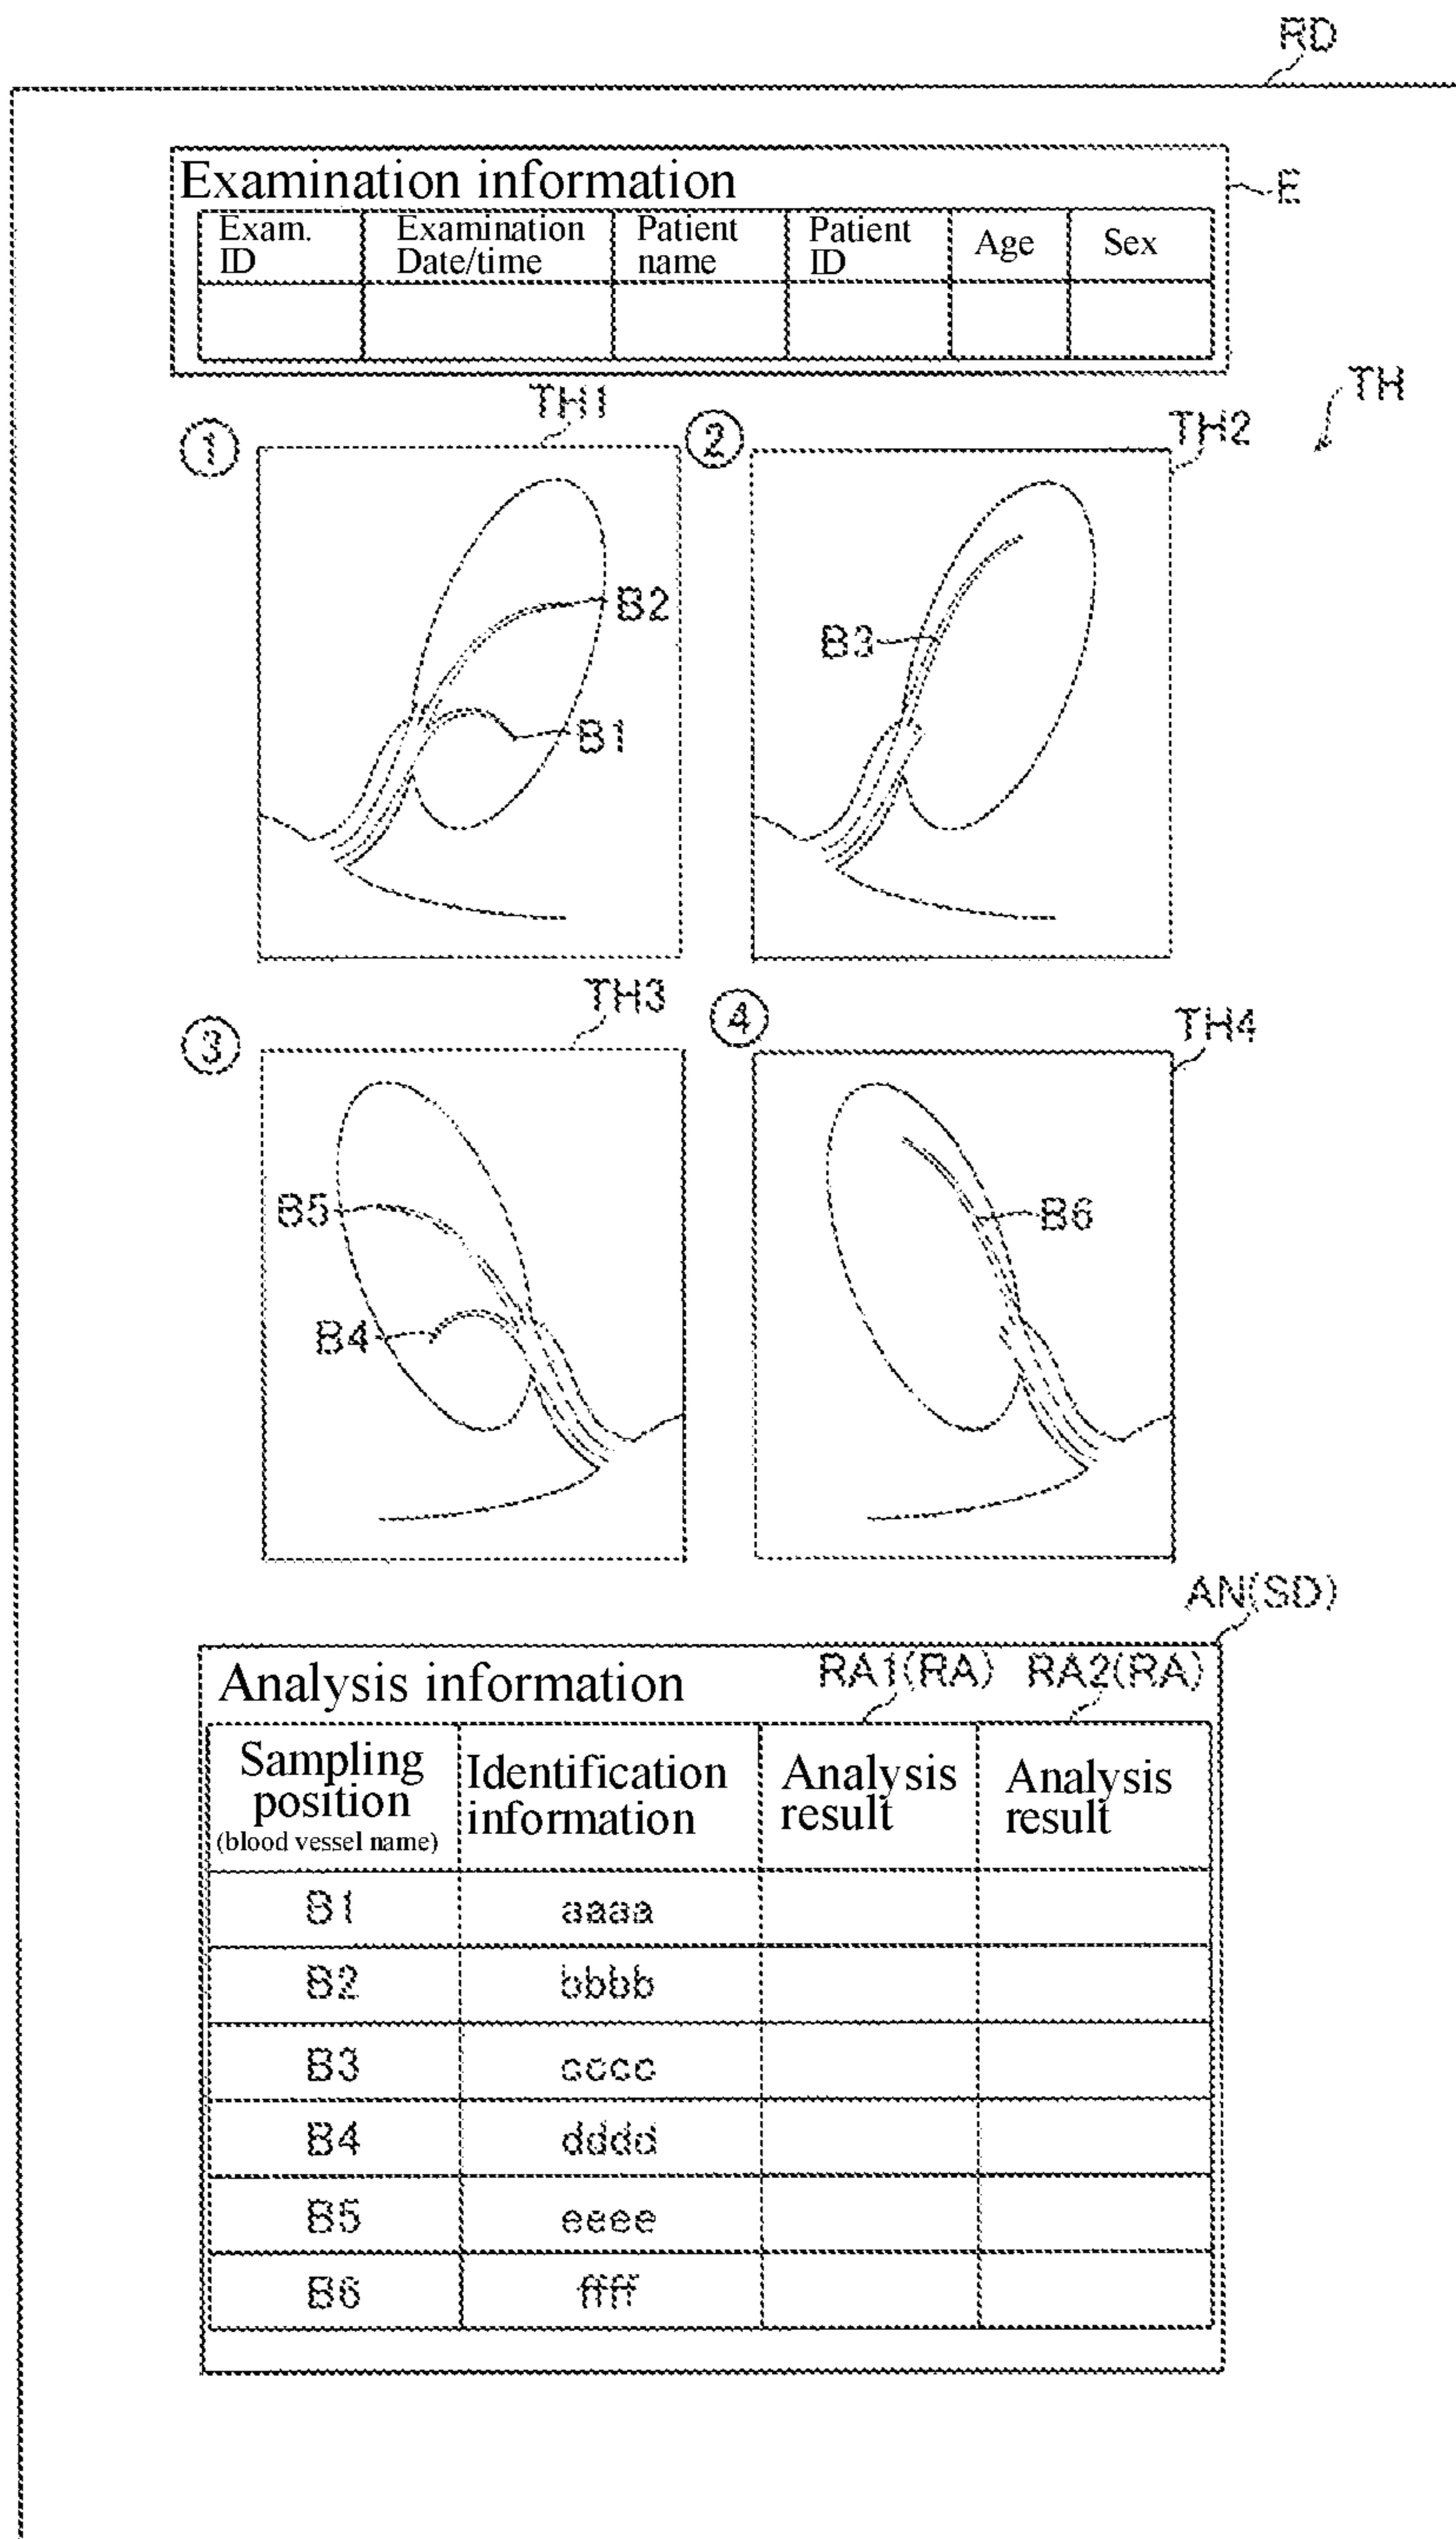 RD
Examination information
E
Exam. ID
Examination Date/time
Patient name
Patient ID
Age
Sex
TH
① TH1
② TH2
B2
B1
B3
③ TH3
④ TH4
B5
B4
B6
AN(SD)
Analysis information
RA1(RA) RA2(RA)
Sampling position (blood vessel name)
Identification information
Analysis result
Analysis result
B1 aaaa
B2 bbbb
B3 cccc
B4 dddd
B5 eeee
B6 ffff